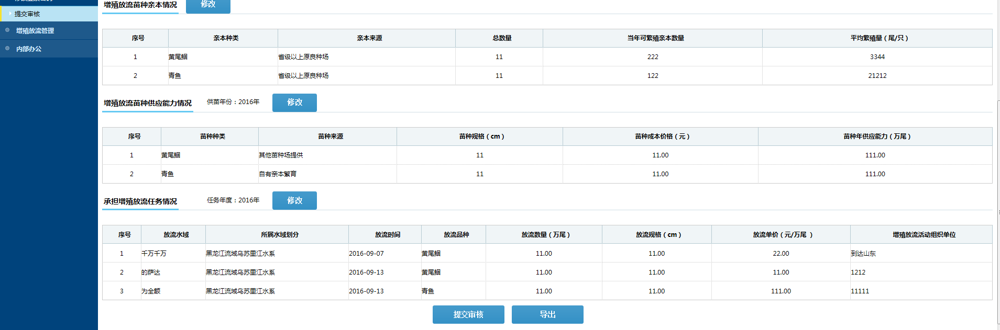 提交审核
增殖放流管理
内部办公
增殖放流苗种亲本情况 修改
序号 亲本种类 亲本来源 总数量 当年可繁殖亲本数量 平均繁殖量（尾/只）
1 黄尾鲴 省级以上原良种场 11 222 3344
2 青鱼 省级以上原良种场 11 122 21212
增殖放流苗种供应能力情况 供苗年份：2016年 修改
序号 苗种种类 苗种来源 苗种规格（cm） 苗种成本价格（元） 苗种年供应能力（万尾）
1 黄尾鲴 其他苗种场提供 11 11.00 111.00
2 青鱼 自有亲本繁育 11 11.00 111.00
承担增殖放流任务情况 任务年度：2016年 修改
序号 放流水域 所属水域划分 放流时间 放流品种 放流数量（万尾） 放流规格（cm） 放流单价（元/万尾 ） 增殖放流活动组织单位
1 千万千万 黑龙江流域乌苏里江水系 2016-09-07 黄尾鲴 11.00 11.00 22.00 到达山东
2 的萨达 黑龙江流域乌苏里江水系 2016-09-13 黄尾鲴 11.00 11.00 11.00 1212
3 为全额 黑龙江流域乌苏里江水系 2016-09-13 青鱼 11.00 11.00 111.00 11111
提交审核 导出